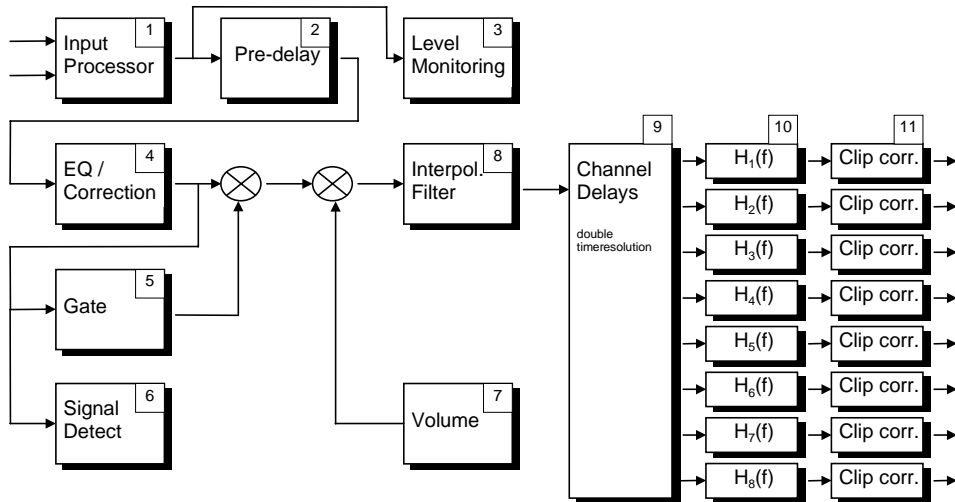 1
Input
Processor
2
Pre-delay
3
Level
Monitoring
4
EQ /
Correction
8
Interpol.
Filter
5
Gate
6
Signal
Detect
7
Volume
9
Channel
Delays
double
timeresolution
10
11
H₁(f) Clip corr.
H₂(f) Clip corr.
H₃(f) Clip corr.
H₄(f) Clip corr.
H₅(f) Clip corr.
H₆(f) Clip corr.
H₇(f) Clip corr.
H₈(f) Clip corr.